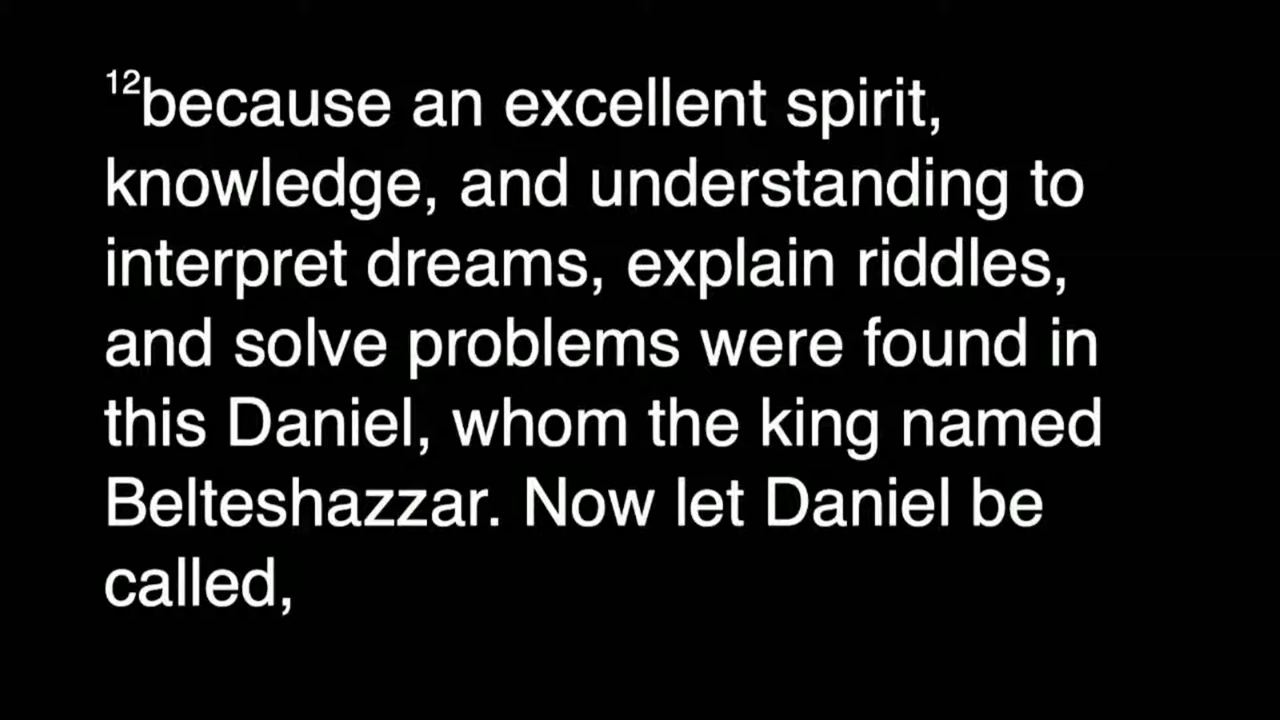 12because an excellent spirit,
knowledge, and understanding to
interpret dreams, explain riddles,
and solve problems were found in
this Daniel, whom the king named
Belteshazzar. Now let Daniel be
called,